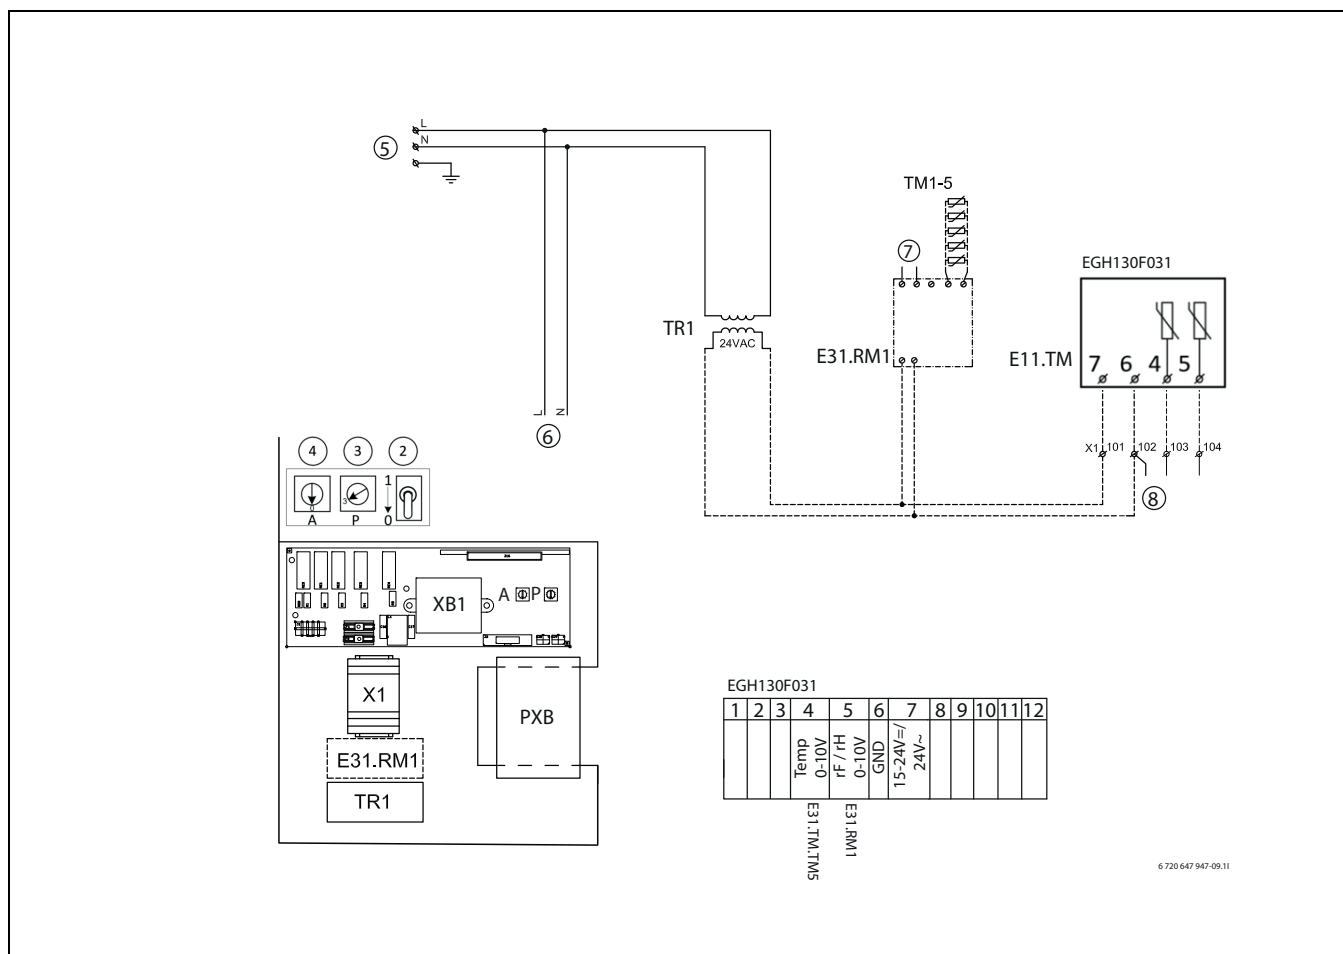 L
5
N
TM1-5
7
EGH130F031
TR1
24VAC
E31.RM1
E11.TM
7 6 4 5
L N
6
X1 101 102 103 104
8
4 3 2
1
0 3
A P 0
XB1
A P
X1
PXB
E31.RM1
TR1
EGH130F031
1 2 3 4 5 6 7 8 9 10 11 12
Temp
0-10V
rF / rH
0-10V
GND
15-24V=/
24V~
E31.TM.TM5
E31.RM1
6 720 647 947-09.1I